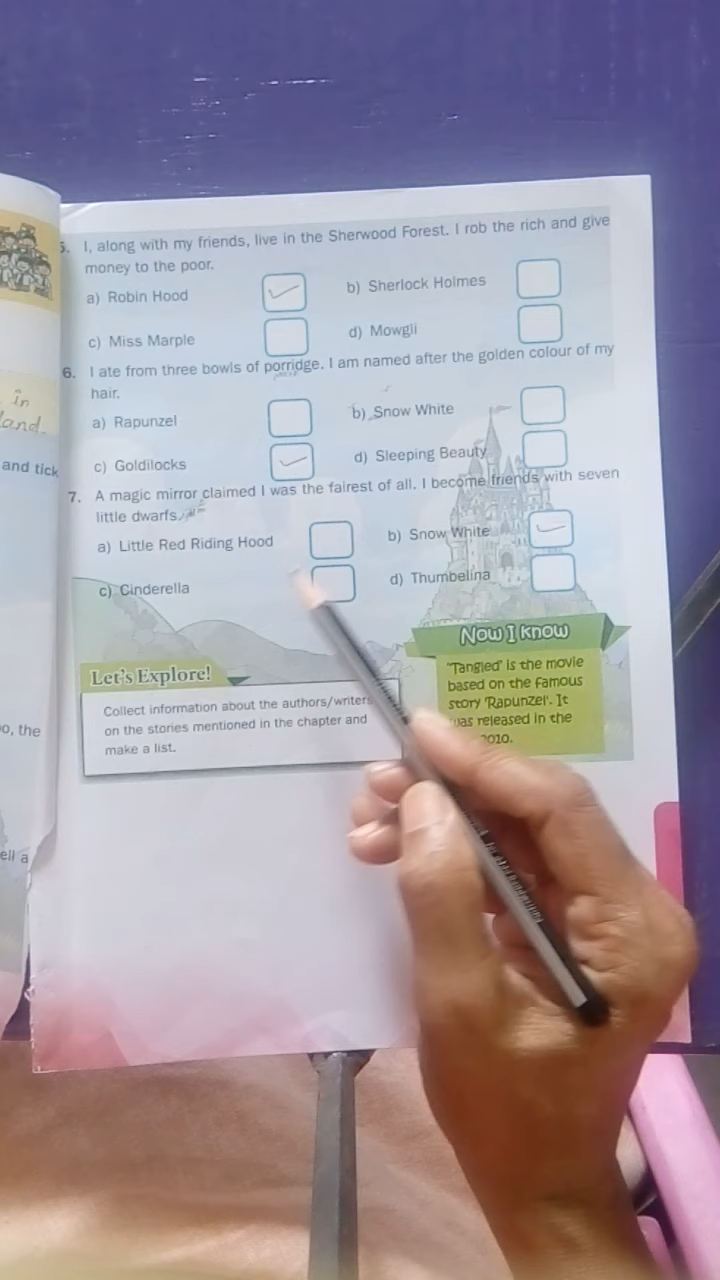 in
land.
and tick
o, the
ell a
5. I, along with my friends, live in the Sherwood Forest. I rob the rich and give
money to the poor.
a) Robin Hood
b) Sherlock Holmes
c) Miss Marple
d) Mowgli
6. I ate from three bowls of porridge. I am named after the golden colour of my
hair.
a) Rapunzel
b) Snow White
c) Goldilocks
d) Sleeping Beauty
7. A magic mirror claimed I was the fairest of all. I become friends with seven
little dwarfs.
a) Little Red Riding Hood
b) Snow White
c) Cinderella
d) Thumbelina
Let's Explore!
Collect information about the authors/writers
on the stories mentioned in the chapter and
make a list.
Now I know
'Tangled' is the movie
based on the famous
story 'Rapunzel'. It
was released in the
2010.